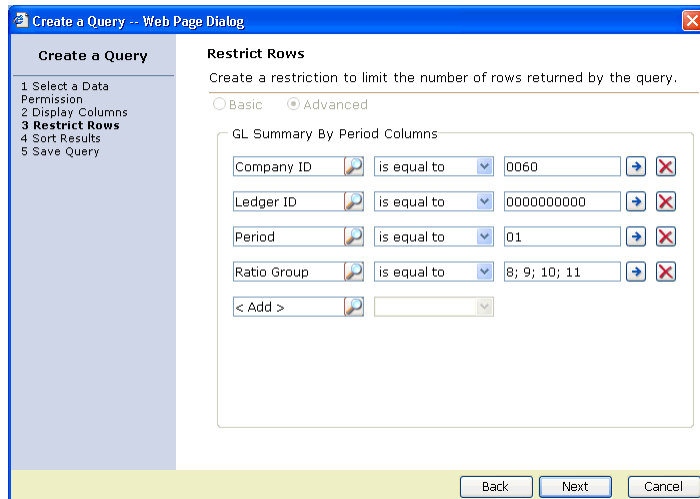 Create a Query -- Web Page Dialog
Create a Query
1 Select a Data
Permission
2 Display Columns
3 Restrict Rows
4 Sort Results
5 Save Query
Restrict Rows
Create a restriction to limit the number of rows returned by the query.
Basic Advanced
GL Summary By Period Columns
Company ID is equal to 0060
Ledger ID is equal to 0000000000
Period is equal to 01
Ratio Group is equal to 8; 9; 10; 11
< Add >
Back Next Cancel